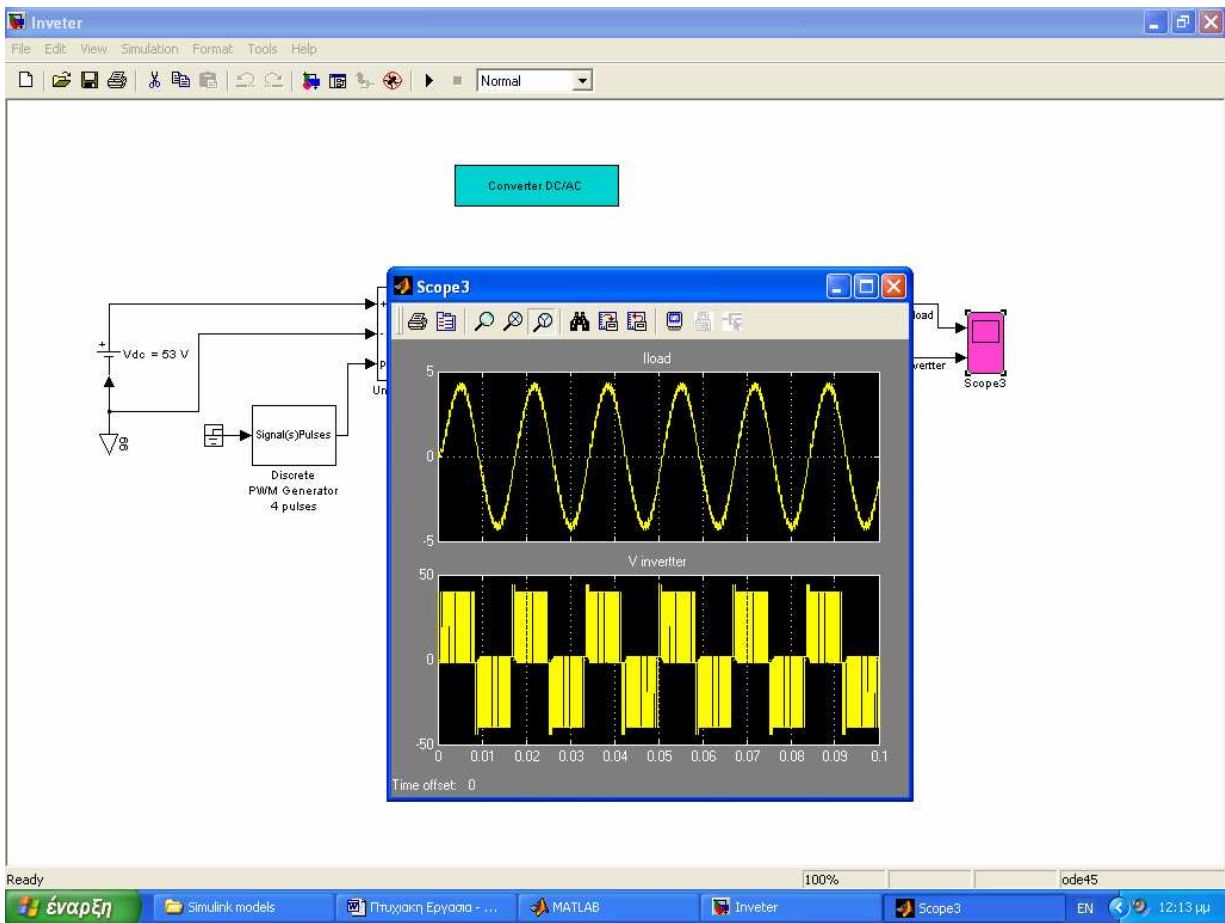 Inveter
File Edit View Simulation Format Tools Help
Normal
Converter DC/AC
+
-
p
Un
+
Vdc = 53 V
g
Signal(s)Pulses
Discrete
PWM Generator
4 pulses
load
vertter
Scope3
Scope3
Iload
5
0
-5
V invertter
50
0
-50
0 0.01 0.02 0.03 0.04 0.05 0.06 0.07 0.08 0.09 0.1
Time offset: 0
Ready 100% ode45
έναρξη Simulink models Πτυχιακη Εργασια - ... MATLAB Inveter Scope3 EN 12:13 μμ